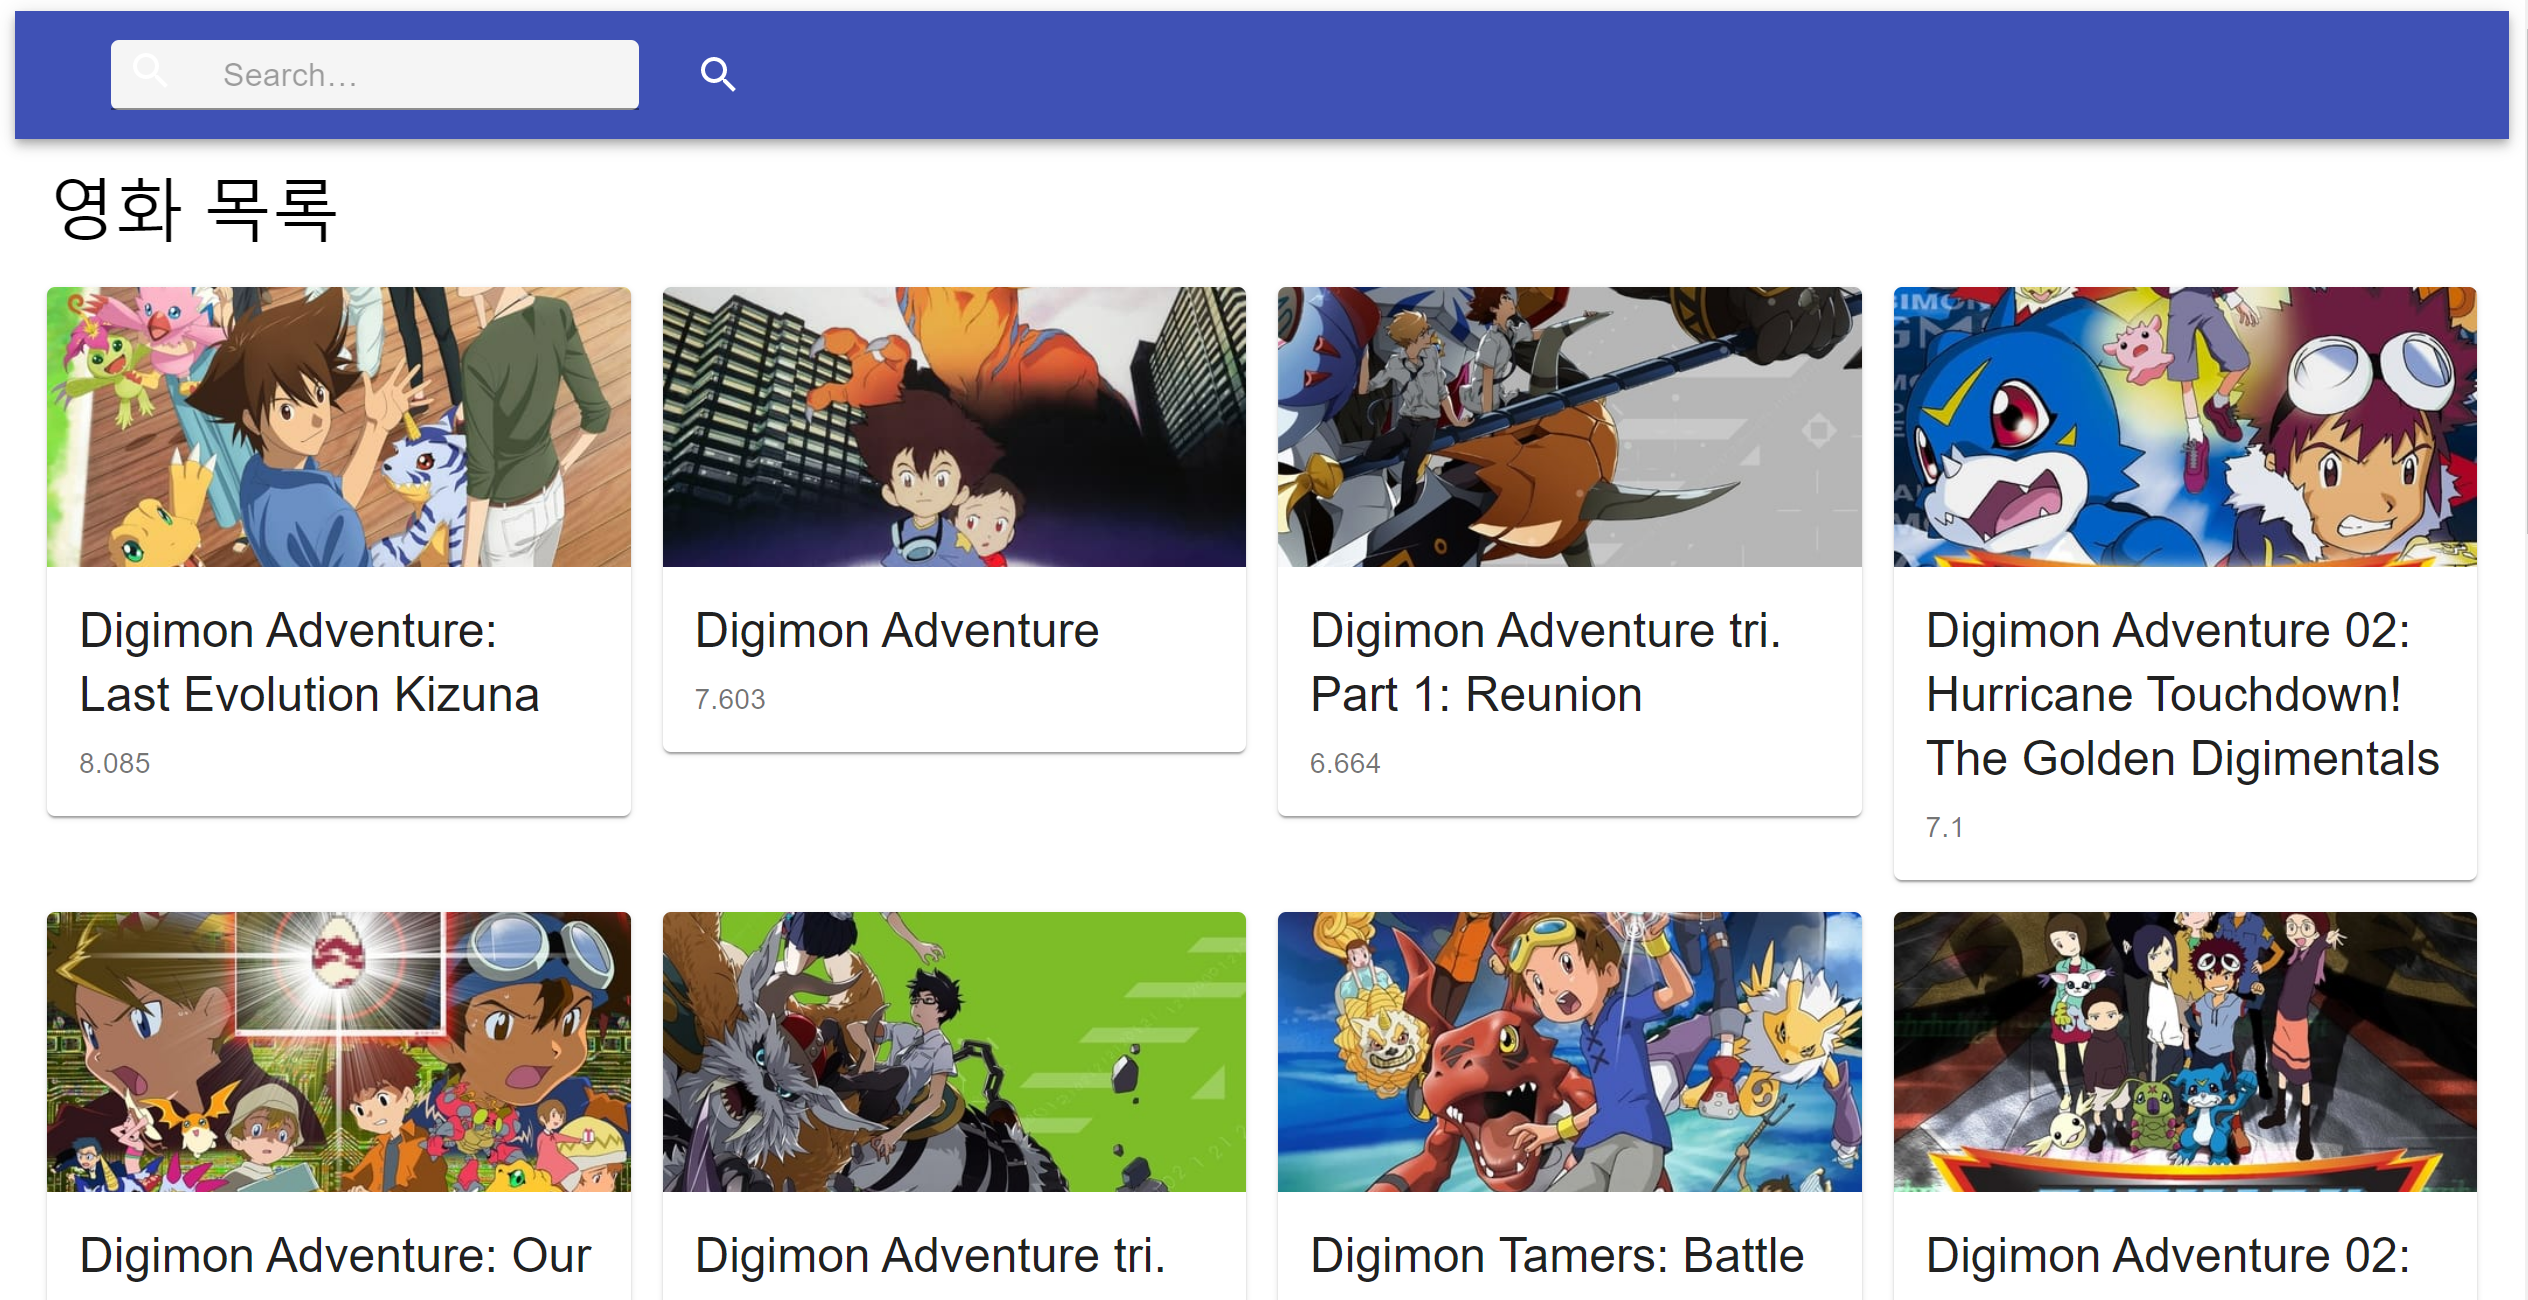 Search…
영화 목록
Digimon Adventure:
Last Evolution Kizuna
8.085
Digimon Adventure
7.603
Digimon Adventure tri.
Part 1: Reunion
6.664
Digimon Adventure 02:
Hurricane Touchdown!
The Golden Digimentals
7.1
Digimon Adventure: Our
Digimon Adventure tri.
Digimon Tamers: Battle
Digimon Adventure 02: